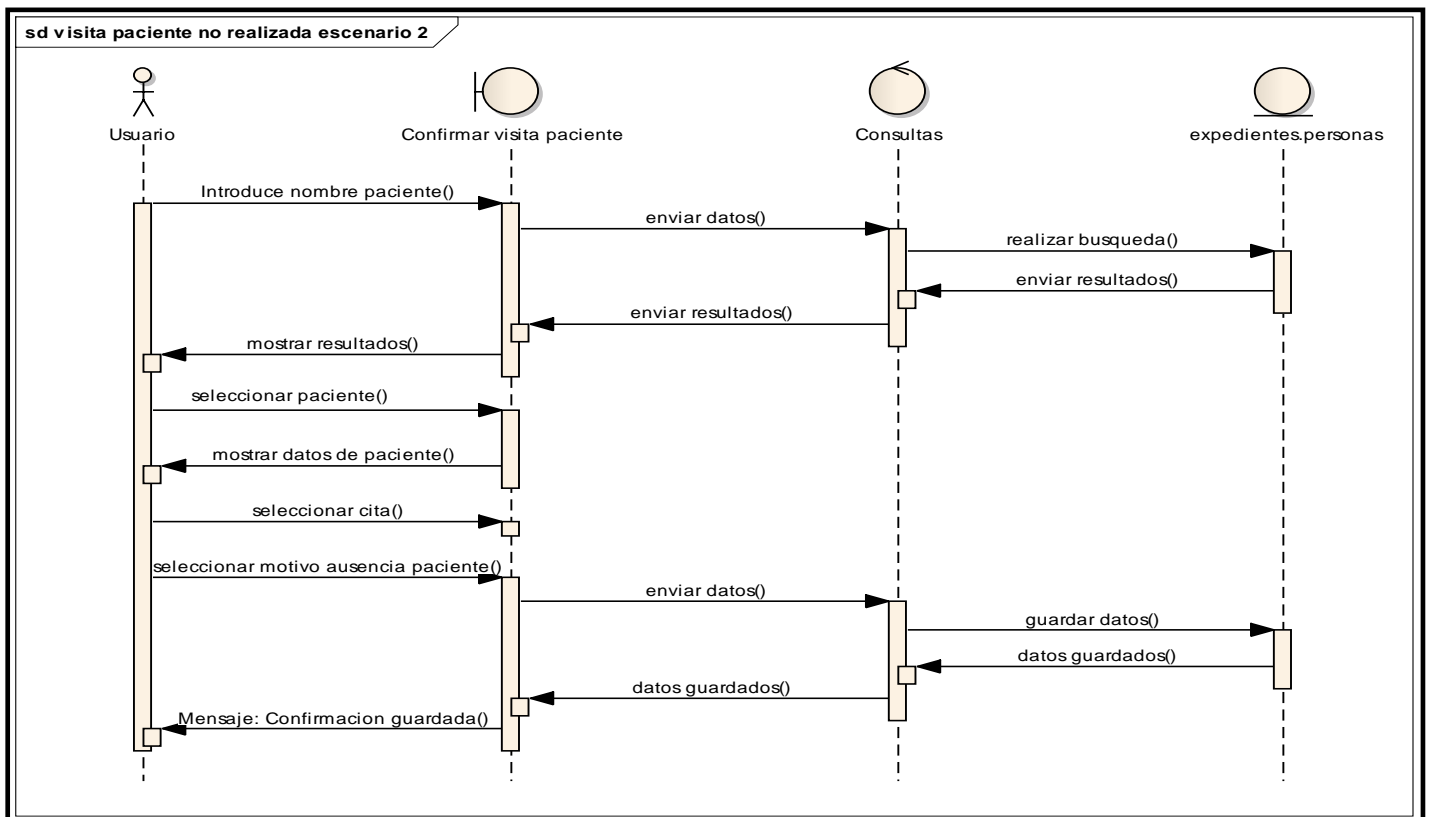 sd visita paciente no realizada escenario 2
Usuario
Confirmar visita paciente
Consultas
expedientes.personas
Introduce nombre paciente()
enviar datos()
realizar busqueda()
enviar resultados()
enviar resultados()
mostrar resultados()
seleccionar paciente()
mostrar datos de paciente()
seleccionar cita()
seleccionar motivo ausencia paciente()
enviar datos()
guardar datos()
datos guardados()
datos guardados()
Mensaje: Confirmacion guardada()